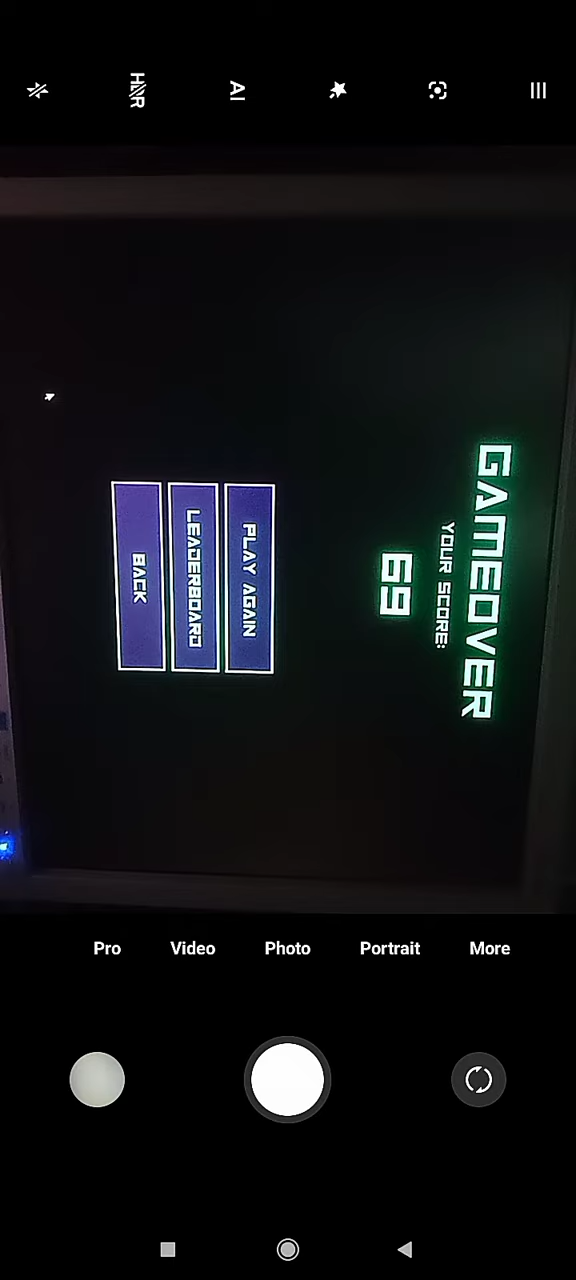 HDR
AI
GAMEOVER
YOUR SCORE:
69
PLAY AGAIN
LEADERBOARD
BACK
Pro
Video
Photo
Portrait
More